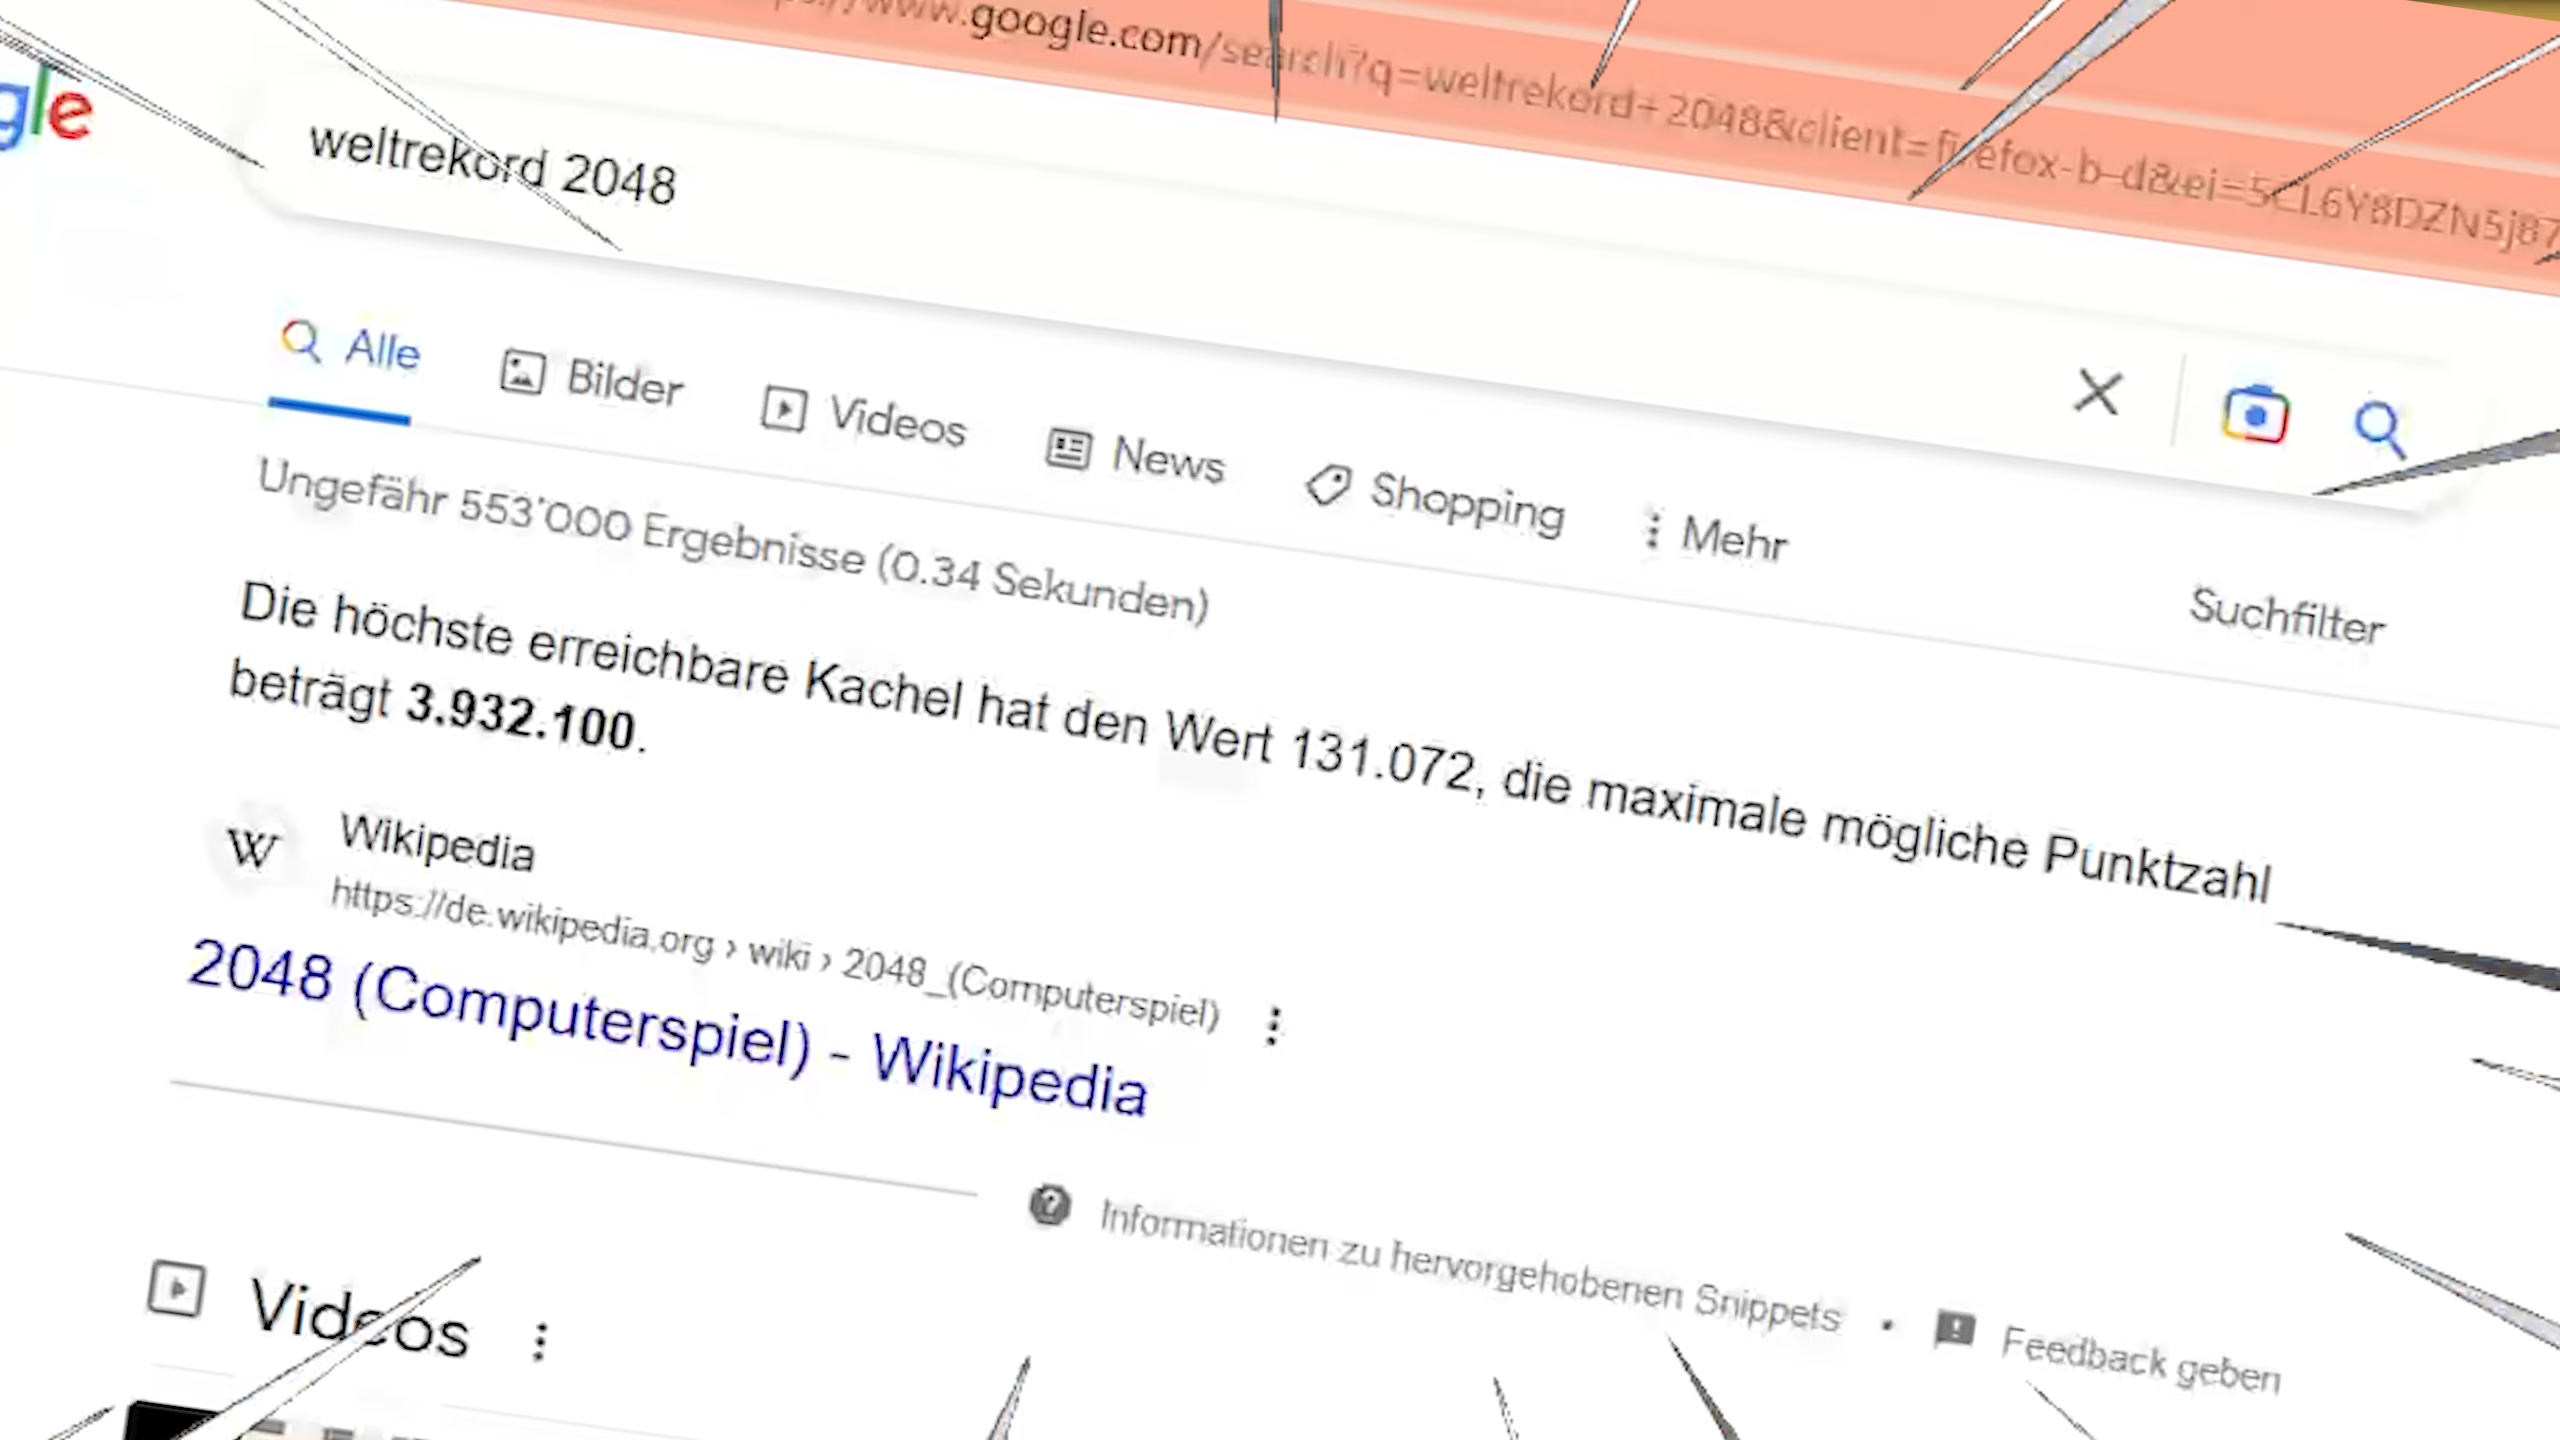 www.google.com/search?q=weltrekord+2048&client=firefox-b-d&ei=5CL6Y8DZN5j87
gle
weltrekord 2048
Alle
Bilder
Videos
News
Shopping
Mehr
Suchfilter
Ungefähr 553'000 Ergebnisse (0.34 Sekunden)
Die höchste erreichbare Kachel hat den Wert 131.072, die maximale mögliche Punktzahl
beträgt 3.932.100.
W
Wikipedia
https://de.wikipedia.org › wiki › 2048_(Computerspiel)
2048 (Computerspiel) - Wikipedia
Informationen zu hervorgehobenen Snippets • Feedback geben
Videos